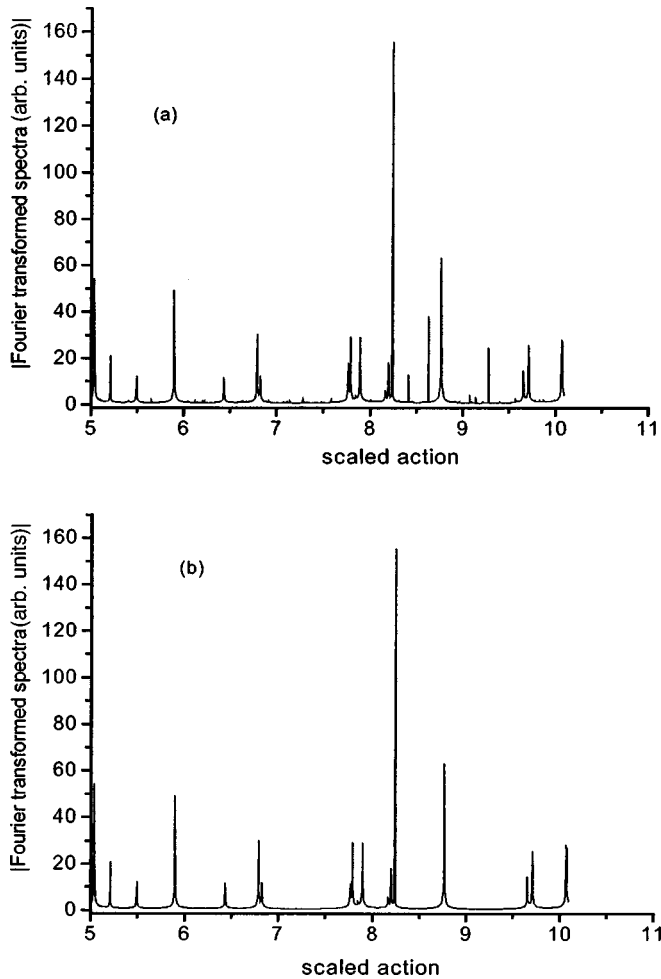 |Fourier transformed spectra (arb. units)|
160
140
120
100
80
60
40
20
0
(a)
5 6 7 8 9 10 11
scaled action
|Fourier transformed spectra(arb. units)|
160
140
120
100
80
60
40
20
0
(b)
5 6 7 8 9 10 11
scaled action